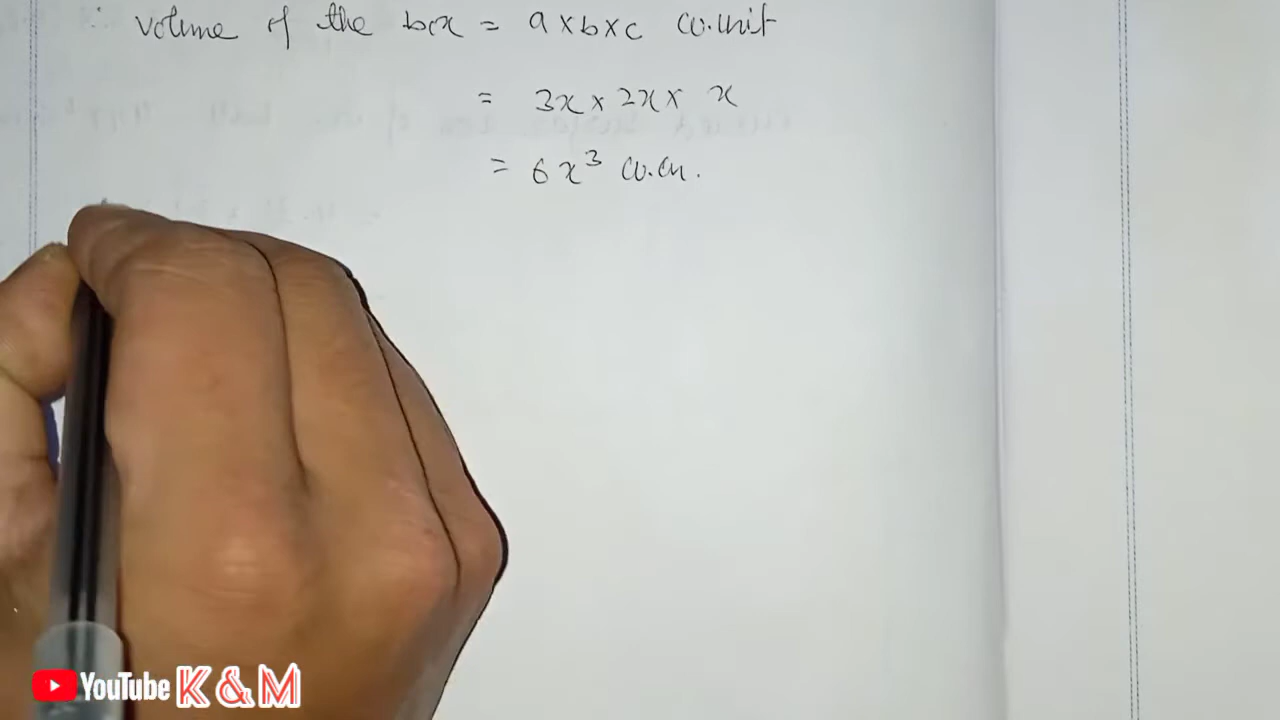 ∴ volume of the box = a×b×c cu.unit
= 3x × 2x × x
= 6x³ cu.cm.
YouTube K & M